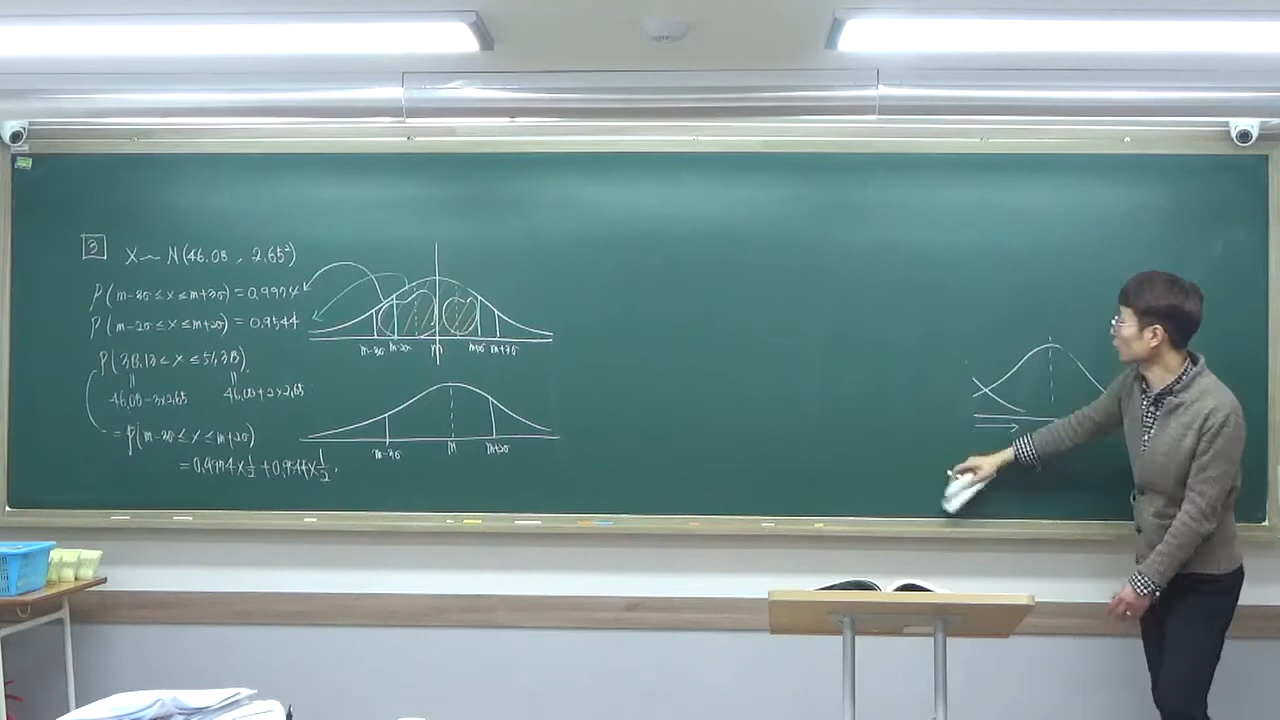 3 X ~ N(46.08, 2.65²)
P(m-3σ ≤ X ≤ m+3σ) = 0.9974
P(m-2σ ≤ X ≤ m+2σ) = 0.9544
P(38.13 ≤ X ≤ 51.38)
46.08-3×2.65 46.08+2×2.65
= P(m-3σ ≤ X ≤ m+2σ)
= 0.9974×1/2 + 0.9544×1/2.
m-3σ m-2σ m m+2σ m+3σ
m-3σ m m+2σ